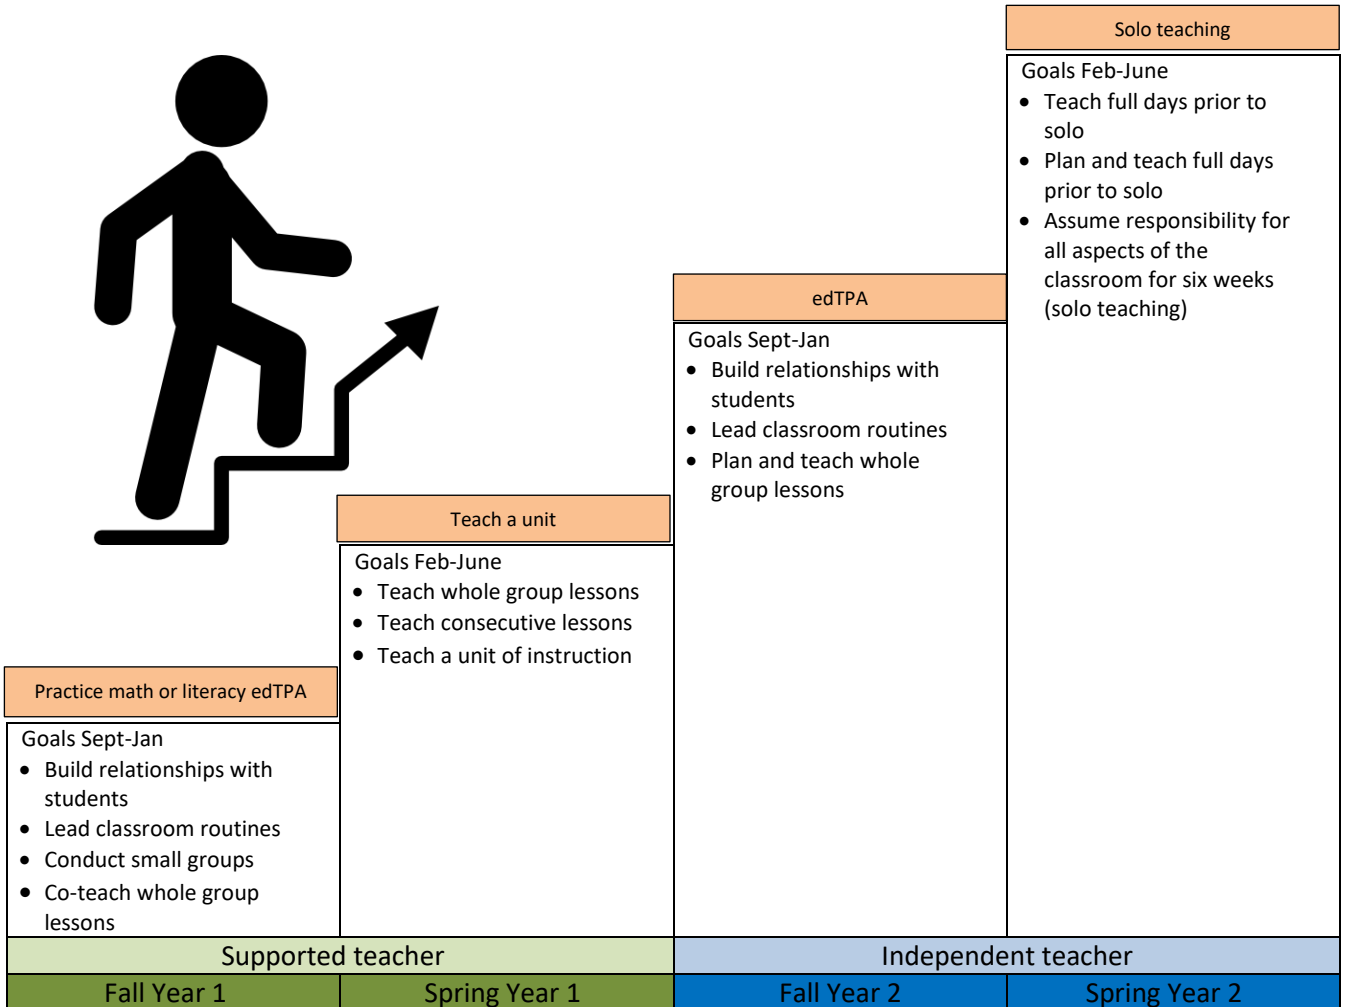 Solo teaching
Goals Feb-June
• Teach full days prior to
solo
• Plan and teach full days
prior to solo
• Assume responsibility for
all aspects of the
classroom for six weeks
(solo teaching)
edTPA
Goals Sept-Jan
• Build relationships with
students
• Lead classroom routines
• Plan and teach whole
group lessons
Teach a unit
Goals Feb-June
• Teach whole group lessons
• Teach consecutive lessons
• Teach a unit of instruction
Practice math or literacy edTPA
Goals Sept-Jan
• Build relationships with
students
• Lead classroom routines
• Conduct small groups
• Co-teach whole group
lessons
Supported teacher
Independent teacher
Fall Year 1
Spring Year 1
Fall Year 2
Spring Year 2